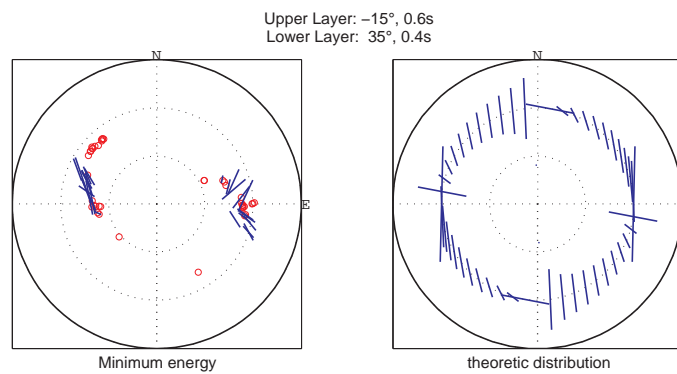 Upper Layer: −15°, 0.6s
Lower Layer: 35°, 0.4s
N
N
E
Minimum energy
theoretic distribution